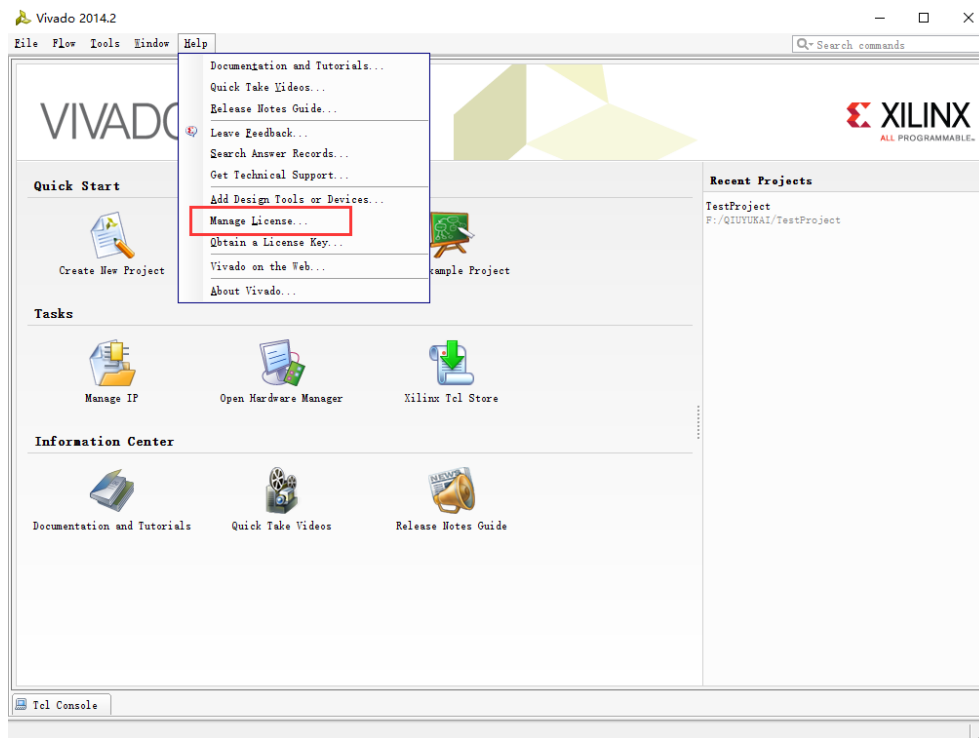 Vivado 2014.2
File Flow Tools Window Help
Search commands
Documentation and Tutorials...
Quick Take Videos...
Release Notes Guide...
Leave Feedback...
Search Answer Records...
Get Technical Support...
Add Design Tools or Devices...
Manage License...
Obtain a License Key...
Vivado on the Web...
About Vivado...
XILINX
ALL PROGRAMMABLE™
Quick Start
Create New Project
Project
Tasks
Manage IP
Open Hardware Manager
Xilinx Tcl Store
Information Center
NEWS
Documentation and Tutorials
Quick Take Videos
Release Notes Guide
Recent Projects
TestProject
F:/QIUYUKAI/TestProject
Tcl Console